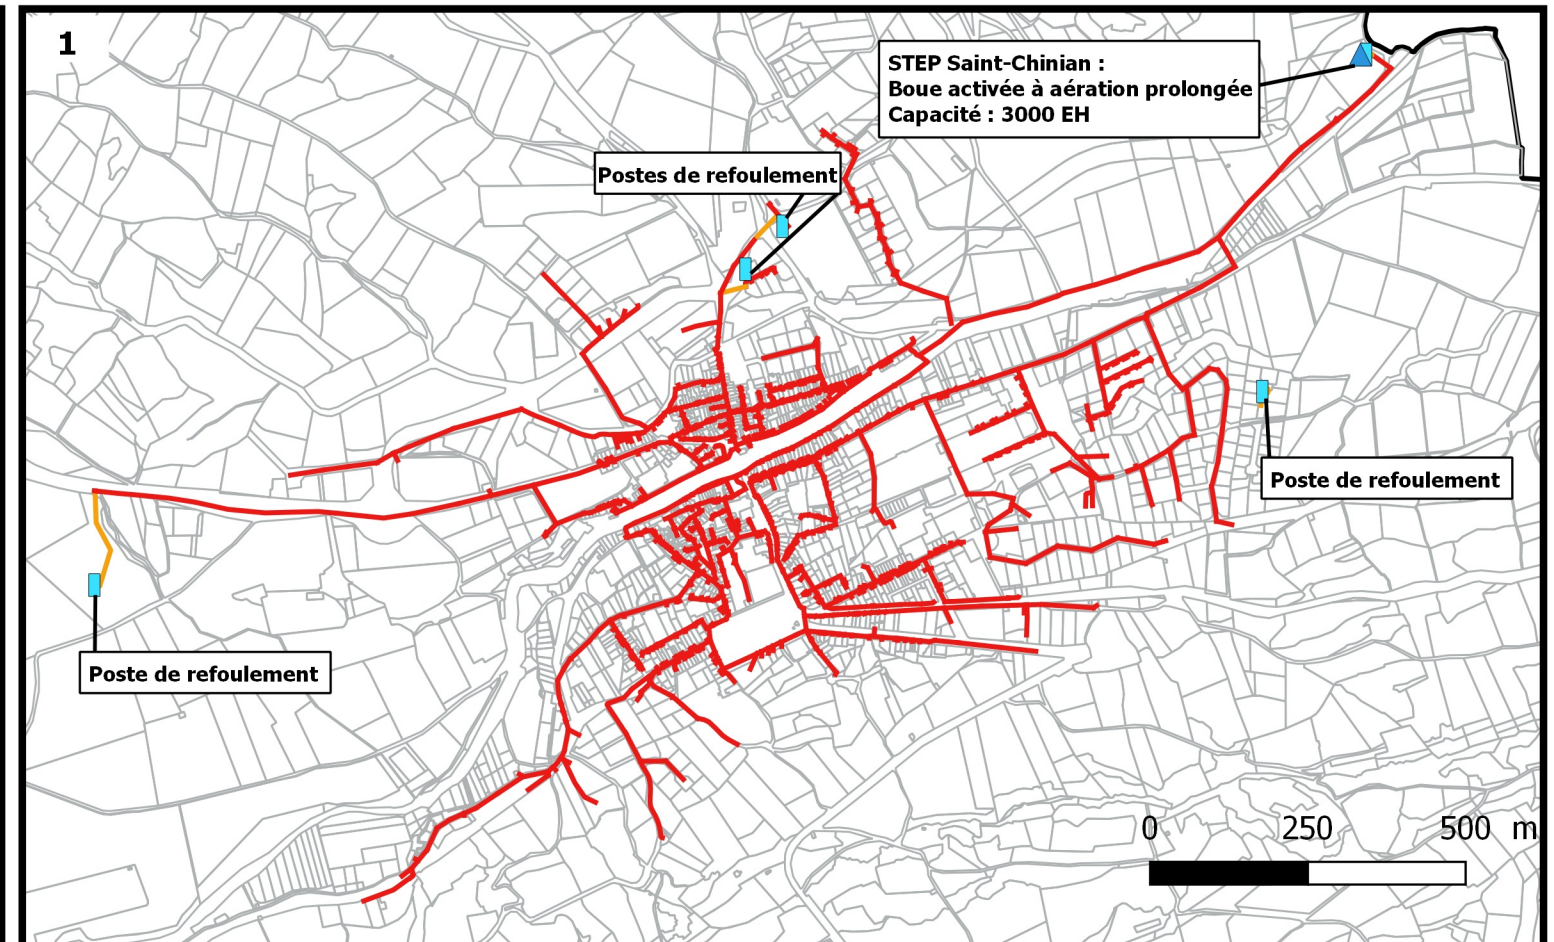 1
STEP Saint-Chinian :
Boue activée à aération prolongée
Capacité : 3000 EH
Postes de refoulement
Poste de refoulement
Poste de refoulement
0 250 500 m